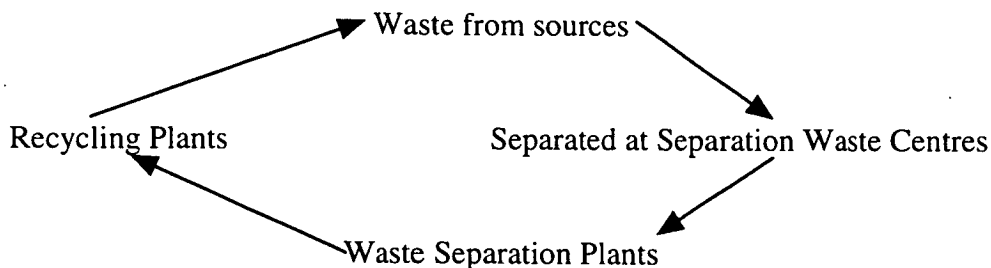 Waste from sources
Recycling Plants
Separated at Separation Waste Centres
Waste Separation Plants